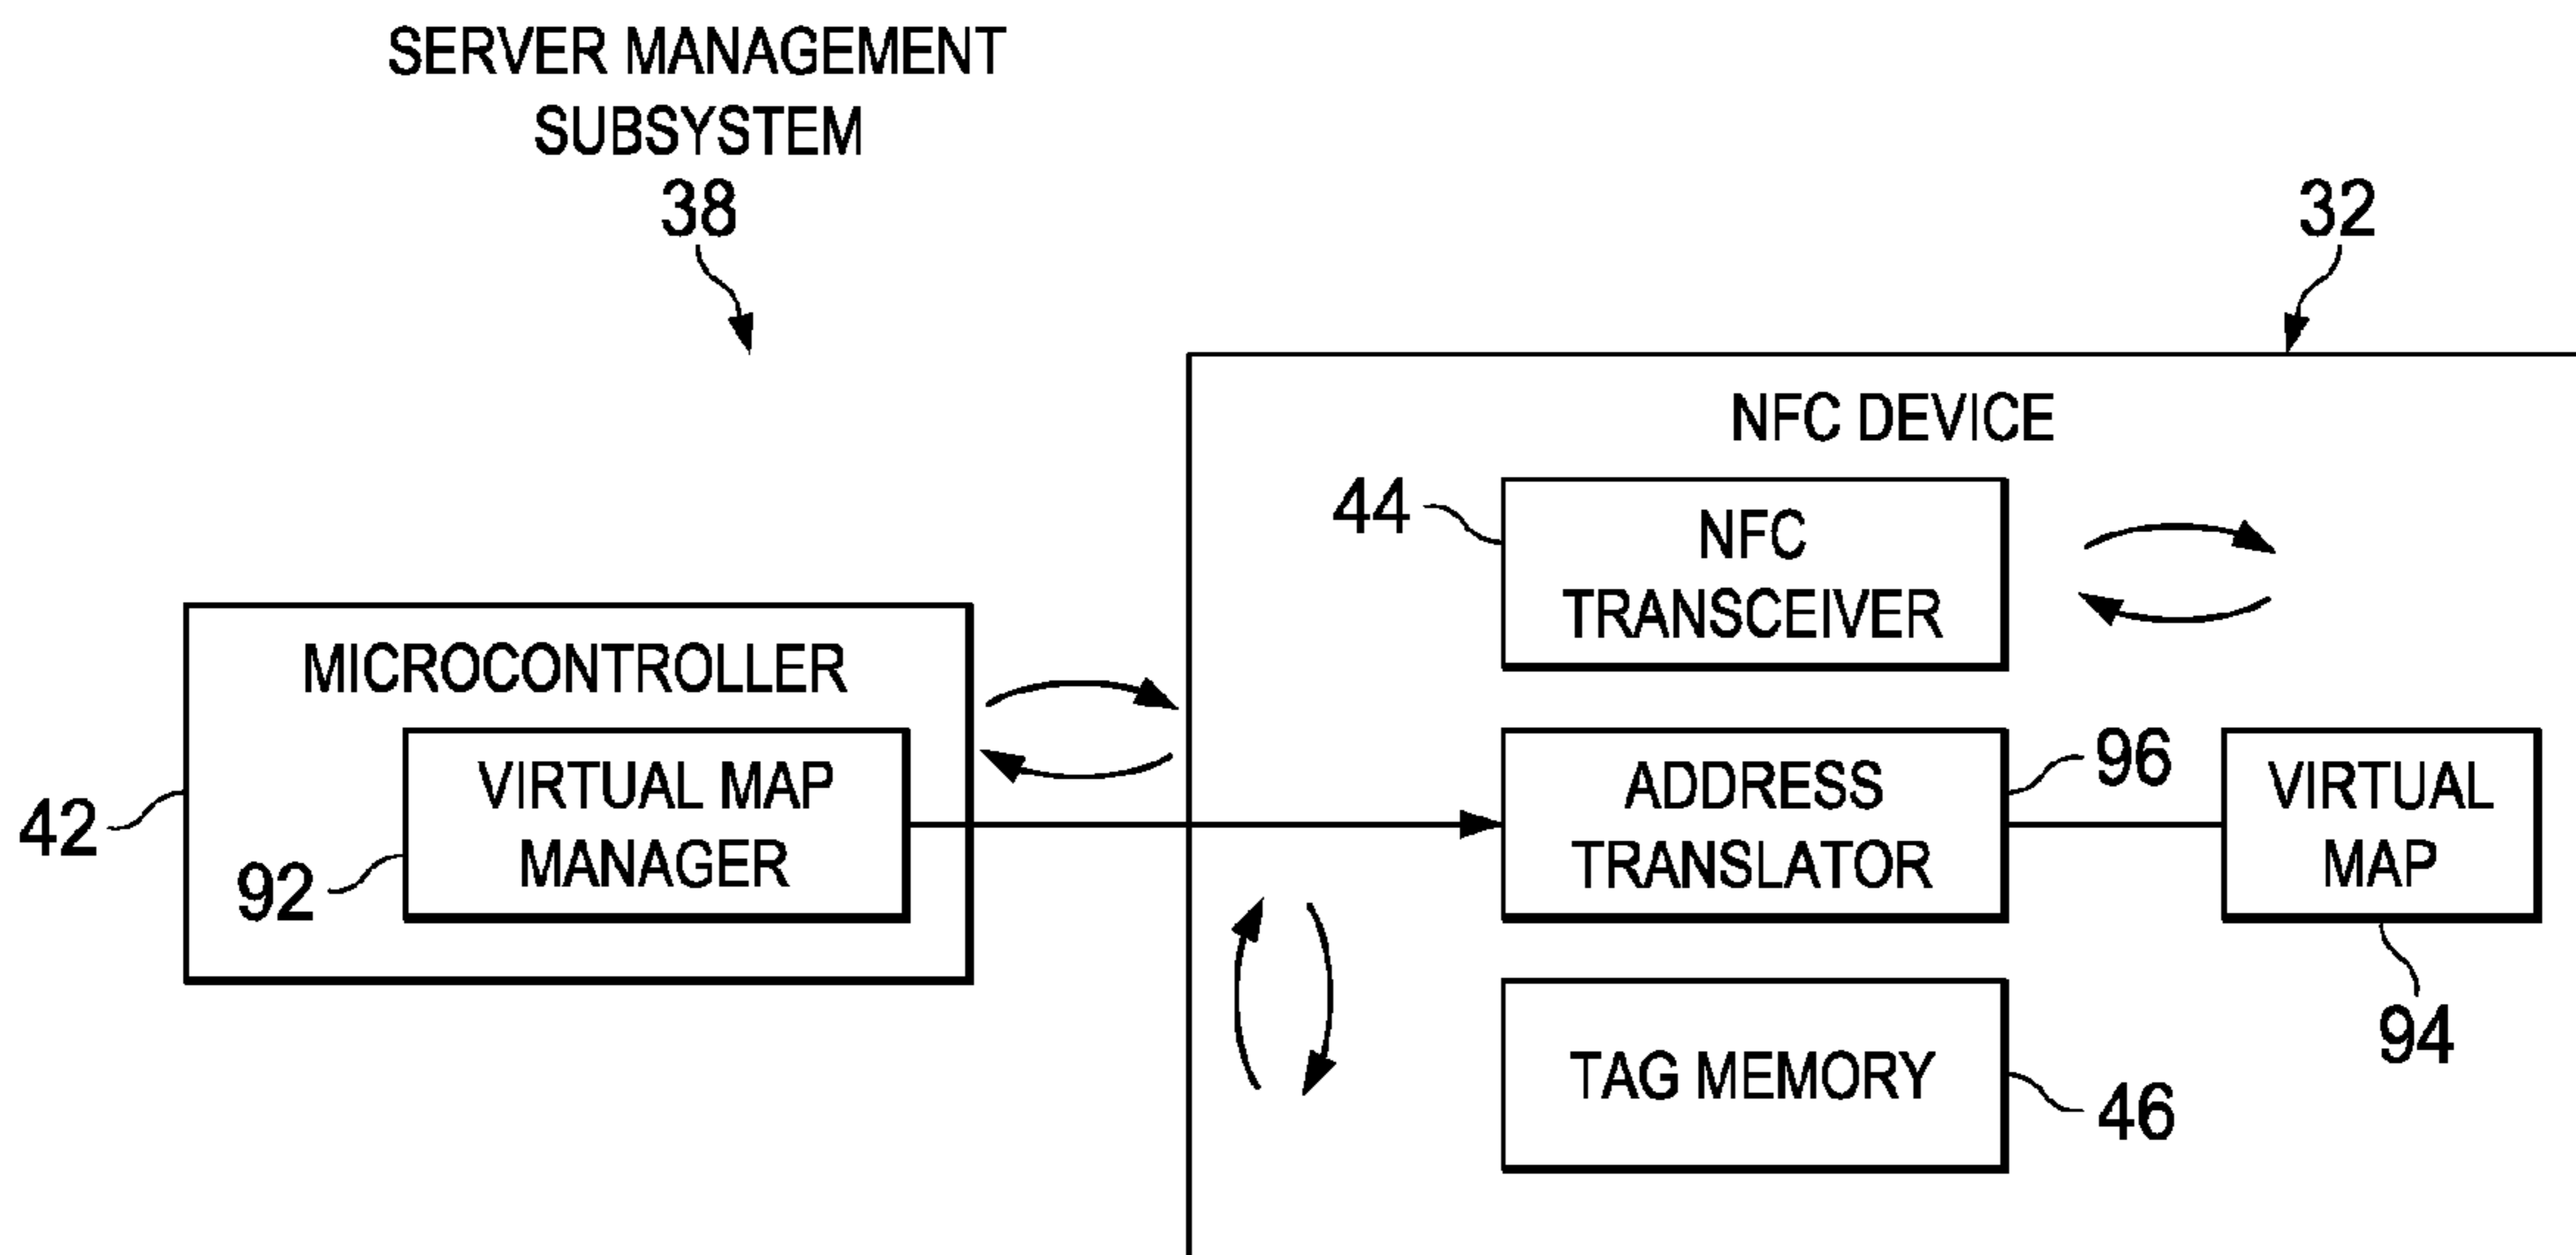 SERVER MANAGEMENT
SUBSYSTEM
38
32
NFC DEVICE
44
NFC
TRANSCEIVER
MICROCONTROLLER
VIRTUAL MAP
MANAGER
42
92
ADDRESS
TRANSLATOR
96
VIRTUAL
MAP
94
TAG MEMORY
46